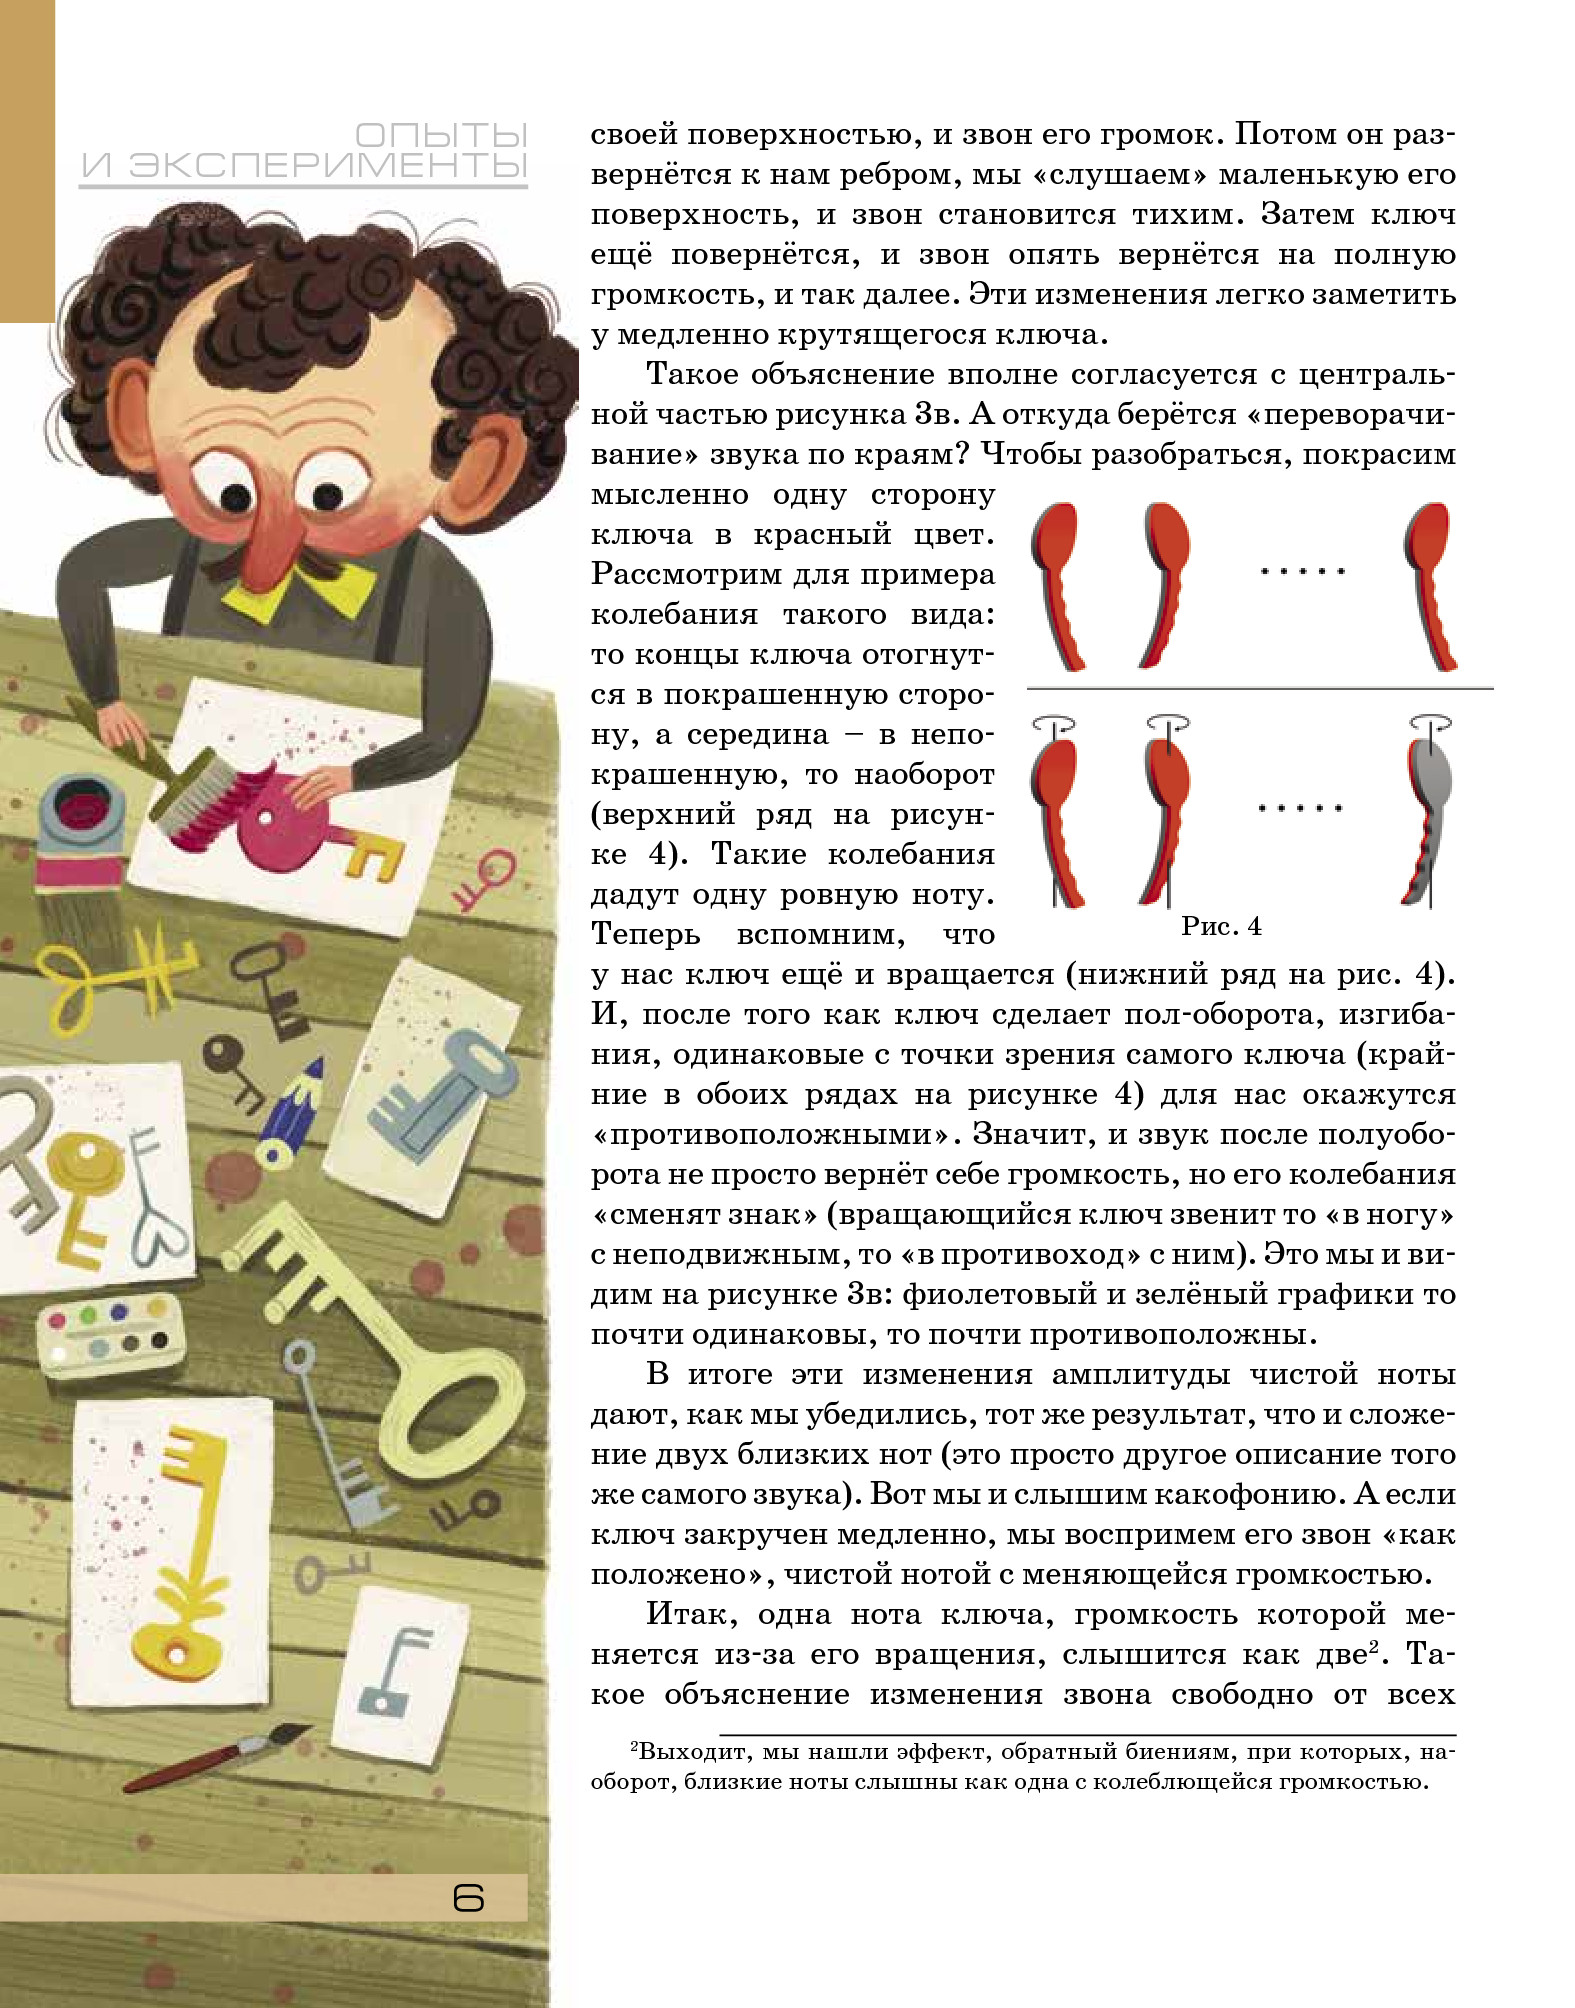 ОПЫТЫ
И ЭКСПЕРИМЕНТЫ
своей поверхностью, и звон его громок. Потом он раз-
вернётся к нам ребром, мы «слушаем» маленькую его
поверхность, и звон становится тихим. Затем ключ
ещё повернётся, и звон опять вернётся на полную
громкость, и так далее. Эти изменения легко заметить
у медленно крутящегося ключа.
Такое объяснение вполне согласуется с централь-
ной частью рисунка 3в. А откуда берётся «переворачи-
вание» звука по краям? Чтобы разобраться, покрасим
мысленно одну сторону
ключа в красный цвет.
Рассмотрим для примера
колебания такого вида:
то концы ключа отогнут-
ся в покрашенную сторо-
ну, а середина – в непо-
крашенную, то наоборот
(верхний ряд на рисун-
ке 4). Такие колебания
дадут одну ровную ноту.
Теперь вспомним, что
Рис. 4
у нас ключ ещё и вращается (нижний ряд на рис. 4).
И, после того как ключ сделает пол-оборота, изгиба-
ния, одинаковые с точки зрения самого ключа (край-
ние в обоих рядах на рисунке 4) для нас окажутся
«противоположными». Значит, и звук после полуобо-
рота не просто вернёт себе громкость, но его колебания
«сменят знак» (вращающийся ключ звенит то «в ногу»
с неподвижным, то «в противоход» с ним). Это мы и ви-
дим на рисунке 3в: фиолетовый и зелёный графики то
почти одинаковы, то почти противоположны.
В итоге эти изменения амплитуды чистой ноты
дают, как мы убедились, тот же результат, что и сложе-
ние двух близких нот (это просто другое описание того
же самого звука). Вот мы и слышим какофонию. А если
ключ закручен медленно, мы воспримем его звон «как
положено», чистой нотой с меняющейся громкостью.
Итак, одна нота ключа, громкость которой ме-
няется из-за его вращения, слышится как две². Та-
кое объяснение изменения звона свободно от всех
²Выходит, мы нашли эффект, обратный биениям, при которых, на-
оборот, близкие ноты слышны как одна с колеблющейся громкостью.
6